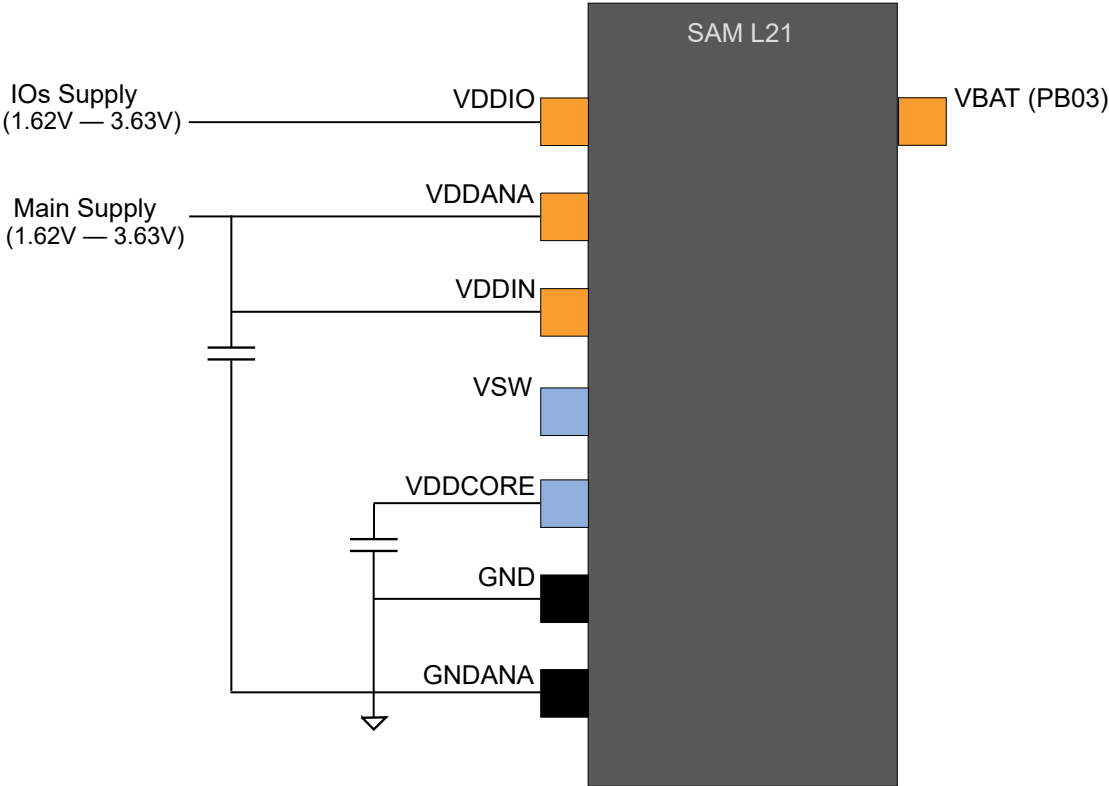 SAM L21
IOs Supply
(1.62V — 3.63V)
VDDIO
VBAT (PB03)
VDDANA
Main Supply
(1.62V — 3.63V)
VDDIN
VSW
VDDCORE
GND
GNDANA